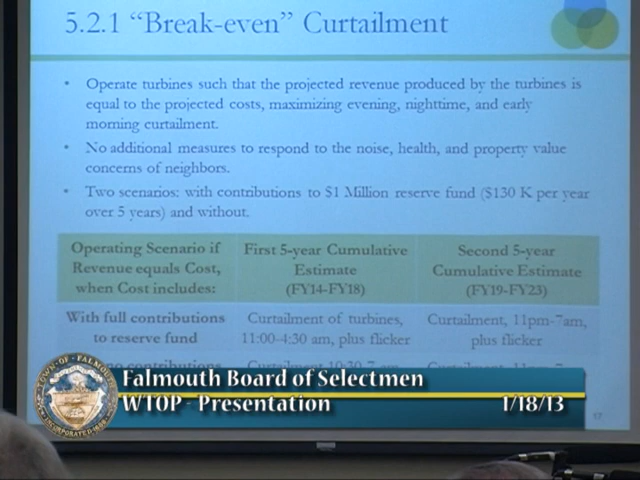 5.2.1 “Break-even” Curtailment
• Operate turbines such that the projected revenue produced by the turbines is
equal to the projected costs, maximizing evening, nighttime, and early
morning curtailment.
• No additional measures to respond to the noise, health, and property value
concerns of neighbors.
• Two scenarios: with contributions to $1 Million reserve fund ($130 K per year
over 5 years) and without.
Operating Scenario if
Revenue equals Cost,
when Cost includes:
First 5-year Cumulative
Estimate
(FY14-FY18)
Second 5-year
Cumulative Estimate
(FY19-FY23)
With full contributions
to reserve fund
Curtailment of turbines,
11:00-4:30 am, plus flicker
Curtailment, 11pm-7am,
plus flicker
contributions
TOWN OF FALMOUTH
INCORPORATED 1686
Falmouth Board of Selectmen
WTOP - Presentation
1/18/13